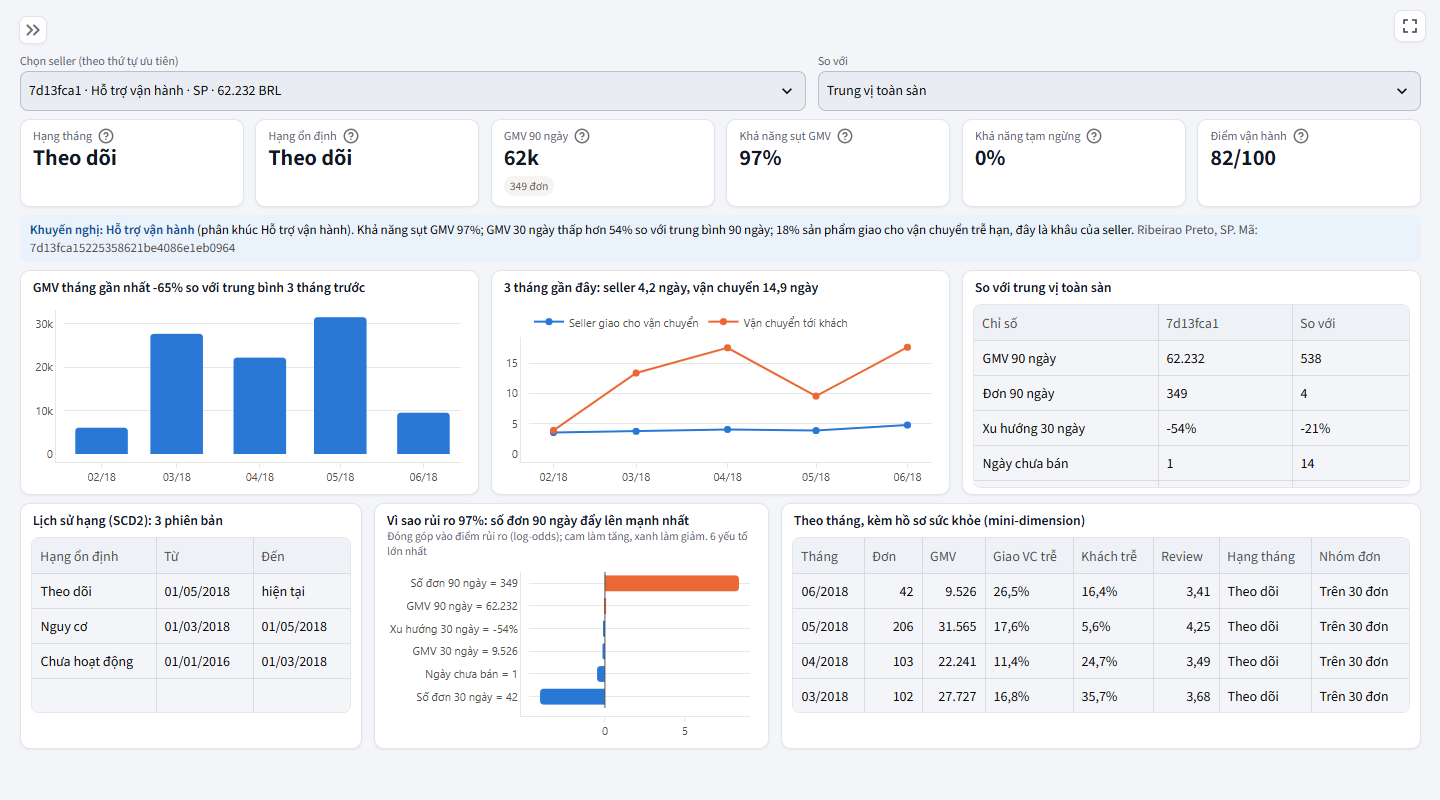 Chọn seller (theo thứ tự ưu tiên)
So với
7d13fca1 · Hỗ trợ vận hành · SP · 62.232 BRL
Trung vị toàn sàn
Hạng tháng
Theo dõi
Hạng ổn định
Theo dõi
GMV 90 ngày
62k
349 đơn
Khả năng sụt GMV
97%
Khả năng tạm ngừng
0%
Điểm vận hành
82/100
Khuyến nghị: Hỗ trợ vận hành (phân khúc Hỗ trợ vận hành). Khả năng sụt GMV 97%; GMV 30 ngày thấp hơn 54% so với trung bình 90 ngày; 18% sản phẩm giao cho vận chuyển trễ hạn, đây là khâu của seller. Ribeirao Preto, SP. Mã:
7d13fca15225358621be4086e1eb0964
GMV tháng gần nhất -65% so với trung bình 3 tháng trước
30k
20k
10k
0
02/18 03/18 04/18 05/18 06/18
3 tháng gần đây: seller 4,2 ngày, vận chuyển 14,9 ngày
Seller giao cho vận chuyển Vận chuyển tới khách
15
10
5
0
02/18 03/18 04/18 05/18 06/18
So với trung vị toàn sàn
Chỉ số 7d13fca1 So với
GMV 90 ngày 62.232 538
Đơn 90 ngày 349 4
Xu hướng 30 ngày -54% -21%
Ngày chưa bán 1 14
Lịch sử hạng (SCD2): 3 phiên bản
Hạng ổn định Từ Đến
Theo dõi 01/05/2018 hiện tại
Nguy cơ 01/03/2018 01/05/2018
Chưa hoạt động 01/01/2016 01/03/2018
Vì sao rủi ro 97%: số đơn 90 ngày đẩy lên mạnh nhất
Đóng góp vào điểm rủi ro (log-odds); cam làm tăng, xanh làm giảm. 6 yếu tố
lớn nhất
Số đơn 90 ngày = 349
GMV 90 ngày = 62.232
Xu hướng 30 ngày = -54%
GMV 30 ngày = 9.526
Ngày chưa bán = 1
Số đơn 30 ngày = 42
0 5
Theo tháng, kèm hồ sơ sức khỏe (mini-dimension)
Tháng Đơn GMV Giao VC trễ Khách trễ Review Hạng tháng Nhóm đơn
06/2018 42 9.526 26,5% 16,4% 3,41 Theo dõi Trên 30 đơn
05/2018 206 31.565 17,6% 5,6% 4,25 Theo dõi Trên 30 đơn
04/2018 103 22.241 11,4% 24,7% 3,49 Theo dõi Trên 30 đơn
03/2018 102 27.727 16,8% 35,7% 3,68 Theo dõi Trên 30 đơn